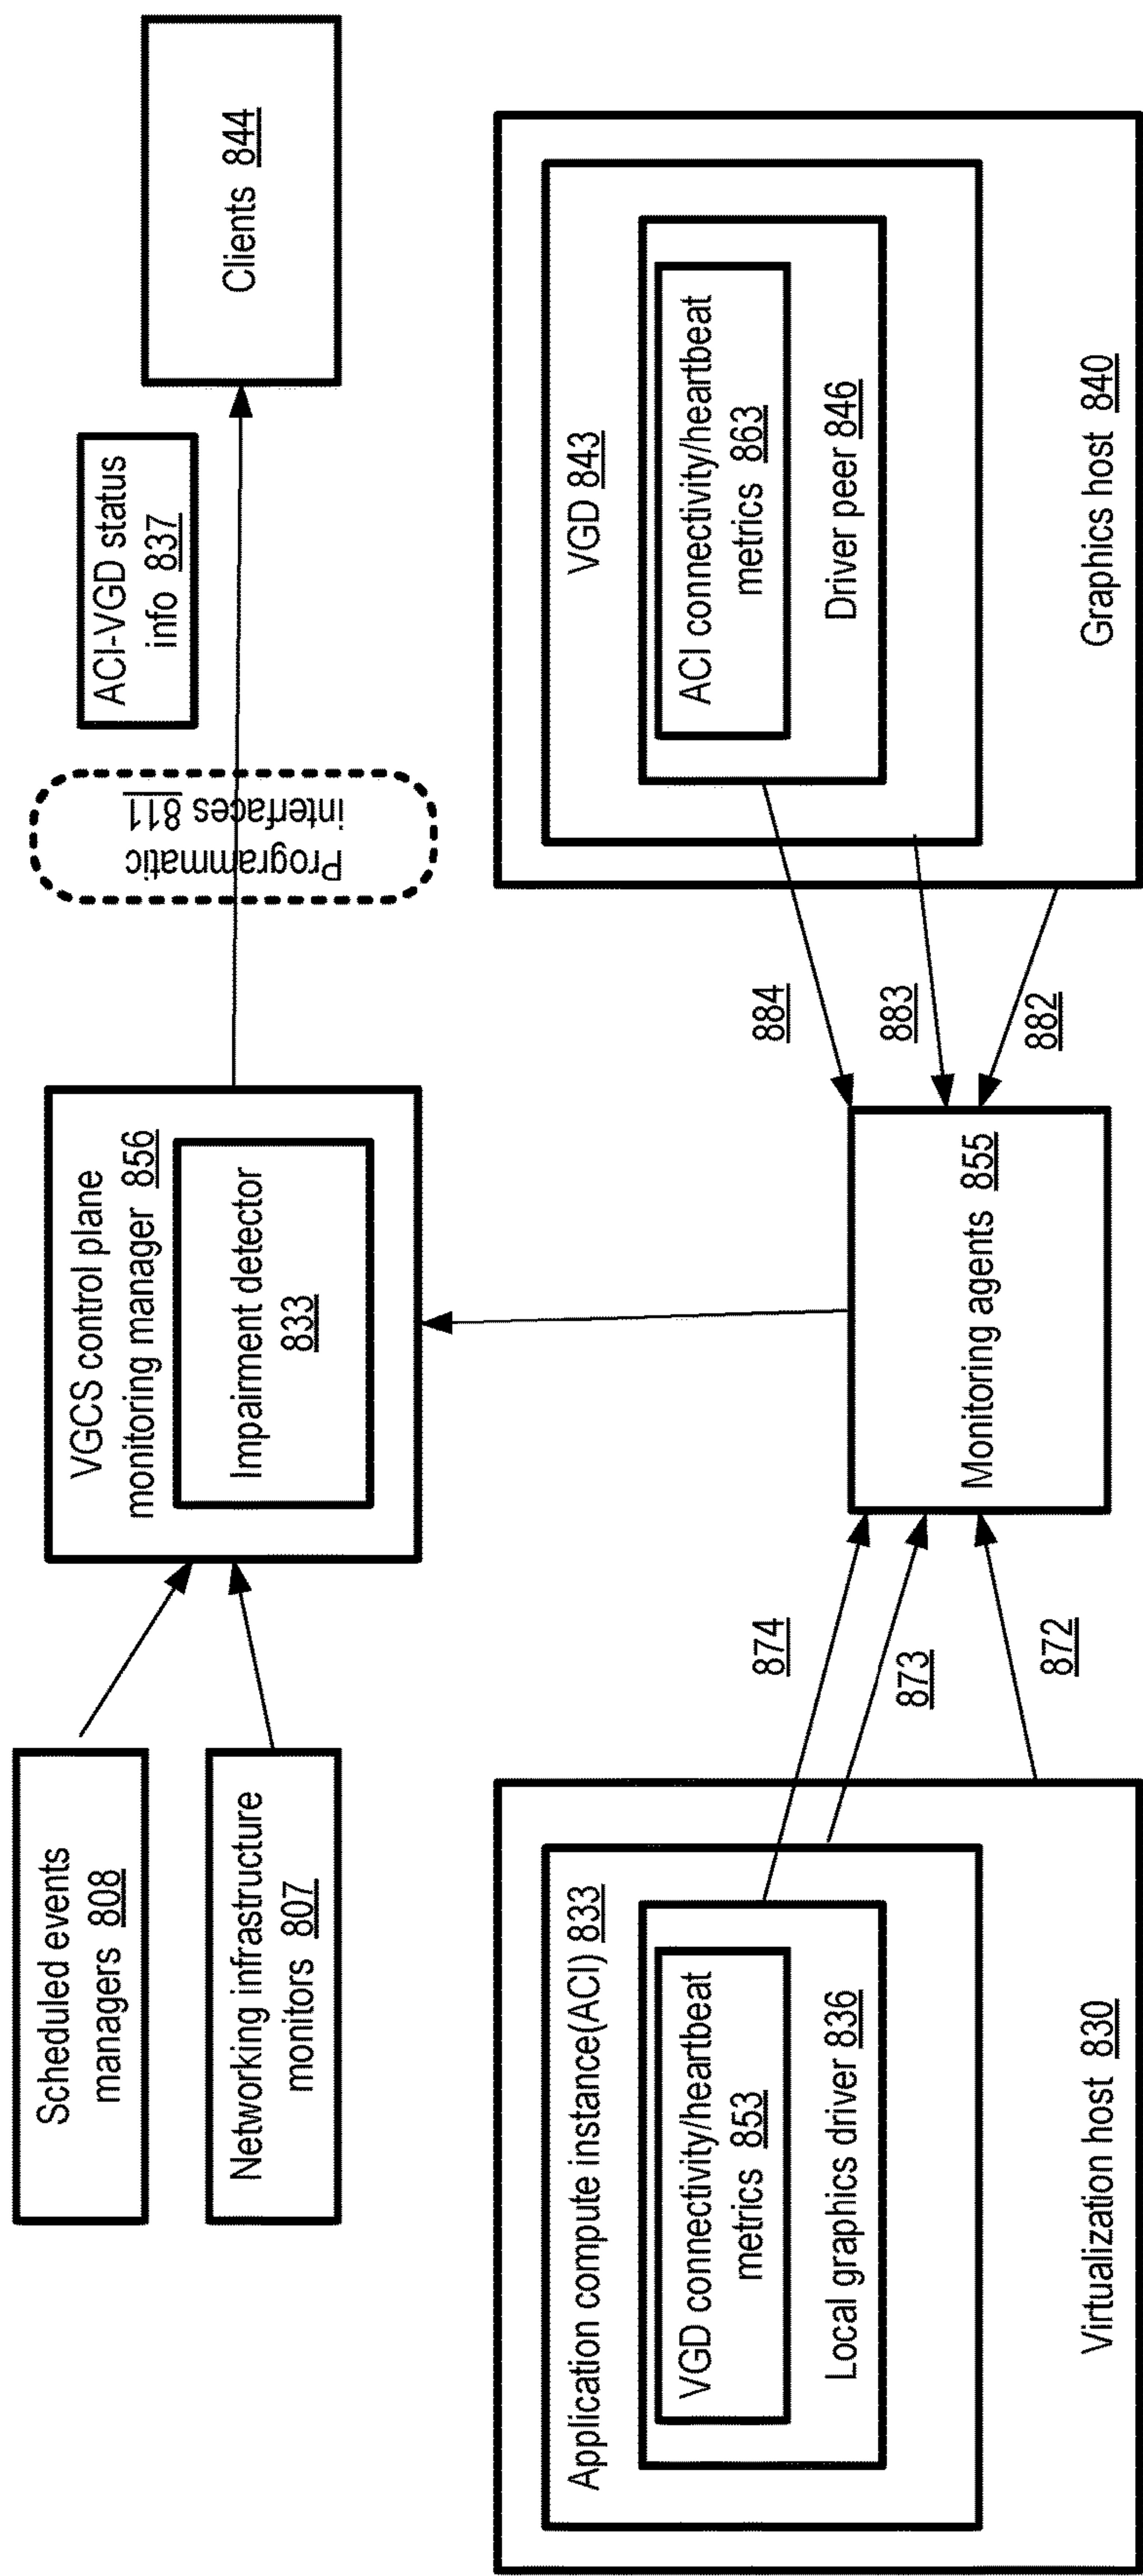 Scheduled events
managers 808
Networking infrastructure
monitors 807
VGCS control plane
monitoring manager 856
Impairment detector
833
Programmatic
interfaces 811
ACI-VGD status
info 837
Clients 844
Application compute instance(ACI) 833
VGD connectivity/heartbeat
metrics 853
Local graphics driver 836
Virtualization host 830
874
873
872
Monitoring agents 855
884
883
882
VGD 843
ACI connectivity/heartbeat
metrics 863
Driver peer 846
Graphics host 840